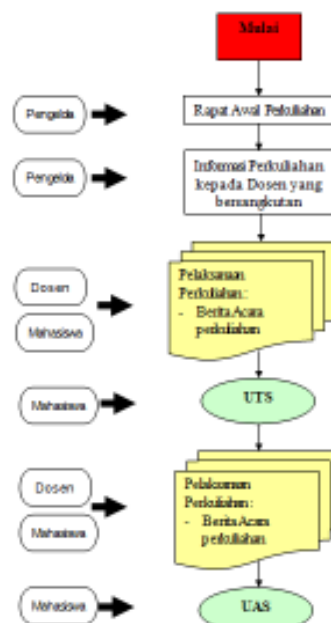 Mulai
Pengelola
Rapat Awal Perkuliahan
Pengelola
Informasi Perkuliahan
kepada Dosen yang
bersangkutan
Dosen
Mahasiswa
Pelaksanaan
Perkuliahan :
- Berita Acara
perkuliahan
Mahasiswa
UTS
Dosen
Mahasiswa
Pelaksanaan
Perkuliahan :
- Berita Acara
perkuliahan
Mahasiswa
UAS